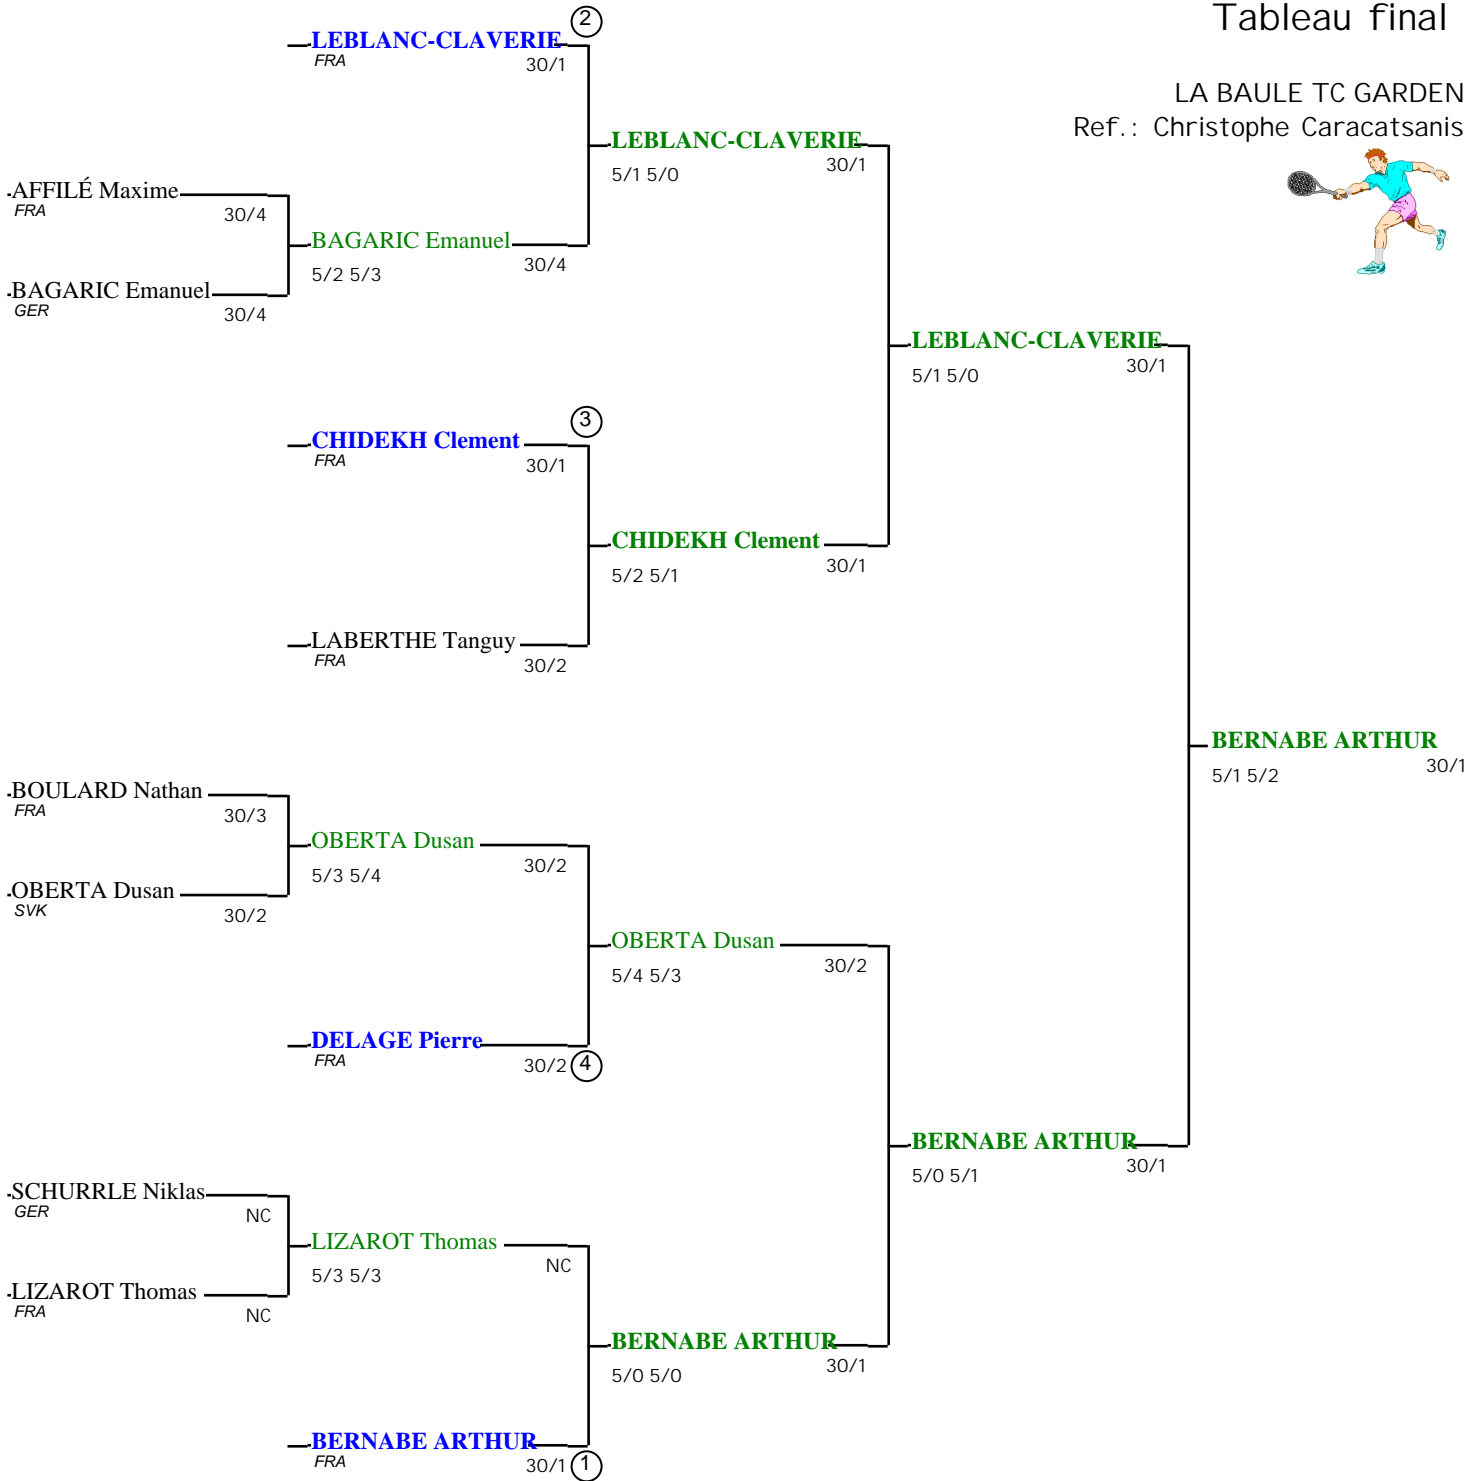 Tableau final
LA BAULE TC GARDEN
Ref.: Christophe Caracatsanis
2
LEBLANC-CLAVERIE
FRA
30/1
LEBLANC-CLAVERIE
30/1
5/1 5/0
AFFILÉ Maxime
FRA
30/4
BAGARIC Emanuel
30/4
5/2 5/3
BAGARIC Emanuel
GER
30/4
LEBLANC-CLAVERIE
30/1
5/1 5/0
3
CHIDEKH Clement
FRA
30/1
CHIDEKH Clement
30/1
5/2 5/1
LABERTHE Tanguy
FRA
30/2
BERNABE ARTHUR
30/1
5/1 5/2
BOULARD Nathan
FRA
30/3
OBERTA Dusan
30/2
5/3 5/4
OBERTA Dusan
SVK
30/2
OBERTA Dusan
30/2
5/4 5/3
DELAGE Pierre
FRA
30/2
4
BERNABE ARTHUR
30/1
5/0 5/1
SCHURRLE Niklas
GER
NC
LIZAROT Thomas
NC
5/3 5/3
LIZAROT Thomas
FRA
NC
BERNABE ARTHUR
30/1
5/0 5/0
BERNABE ARTHUR
FRA
30/1
1